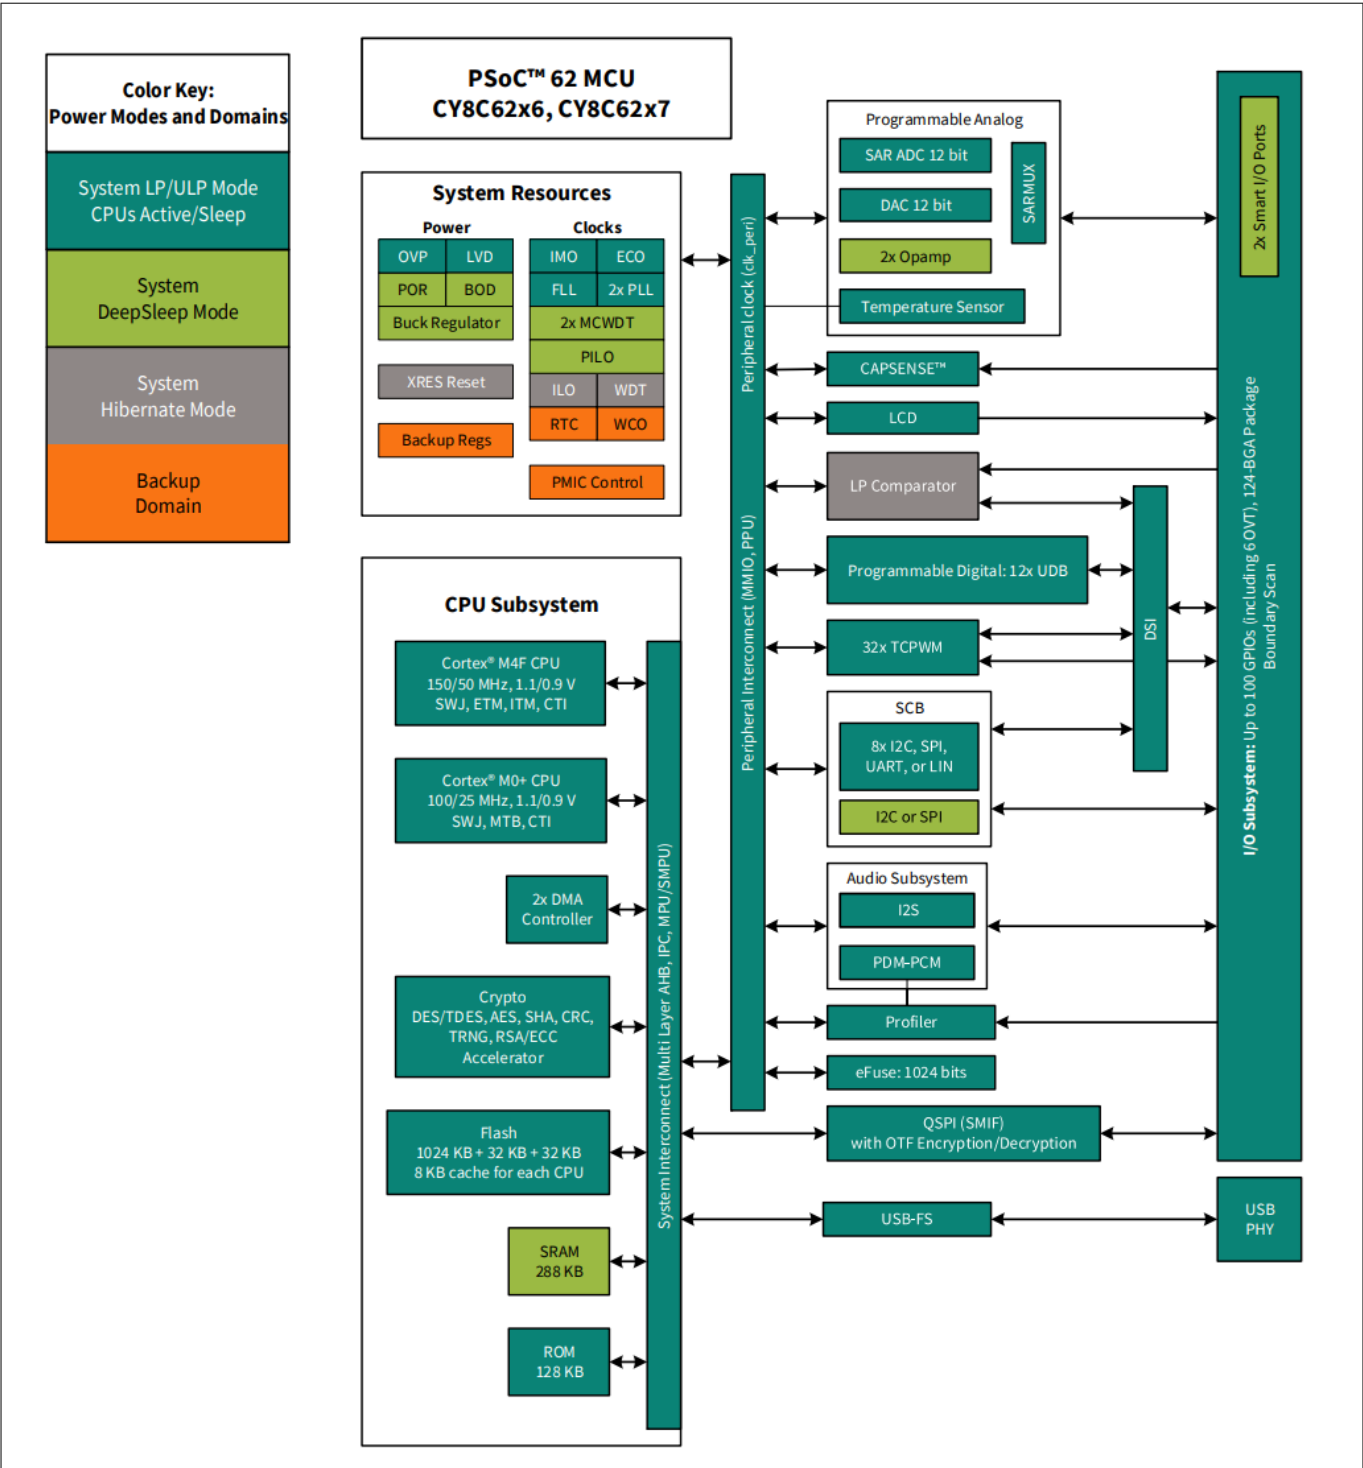 Color Key:
Power Modes and Domains
System LP/ULP Mode
CPUs Active/Sleep
System
DeepSleep Mode
System
Hibernate Mode
Backup
Domain
PSoC™ 62 MCU
CY8C62x6, CY8C62x7
System Resources
Power
Clocks
OVP
LVD
POR
BOD
Buck Regulator
XRES Reset
Backup Regs
IMO
ECO
FLL
2x PLL
2x MCWDT
PILO
ILO
WDT
RTC
WCO
PMIC Control
CPU Subsystem
Cortex® M4F CPU
150/50 MHz, 1.1/0.9 V
SWJ, ETM, ITM, CTI
Cortex® M0+ CPU
100/25 MHz, 1.1/0.9 V
SWJ, MTB, CTI
2x DMA
Controller
Crypto
DES/TDES, AES, SHA, CRC,
TRNG, RSA/ECC
Accelerator
Flash
1024 KB + 32 KB + 32 KB
8 KB cache for each CPU
SRAM
288 KB
ROM
128 KB
System Interconnect (Multi Layer AHB, IPC, MPU/SMPU)
Peripheral clock (clk_peri)
Peripheral Interconnect (MMIO, PPU)
Programmable Analog
SAR ADC 12 bit
DAC 12 bit
2x Opamp
SARMUX
Temperature Sensor
CAPSENSE™
LCD
LP Comparator
Programmable Digital: 12x UDB
32x TCPWM
SCB
8x I2C, SPI,
UART, or LIN
I2C or SPI
DSI
Audio Subsystem
I2S
PDM-PCM
Profiler
eFuse: 1024 bits
QSPI (SMIF)
with OTF Encryption/Decryption
USB-FS
2x Smart I/O Ports
I/O Subsystem: Up to 100 GPIOs (including 6 OVT), 124-BGA Package
Boundary Scan
USB
PHY